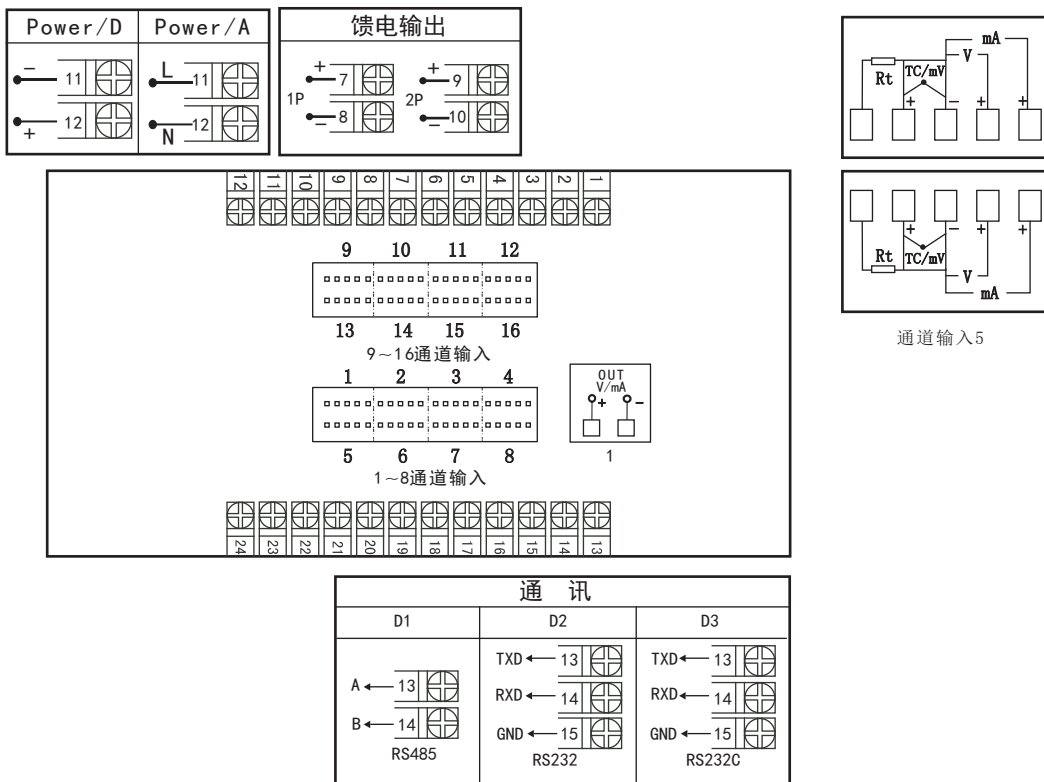 Power/D Power/A
- 11 L 11
+ 12 N 12
馈电输出
+ 7 + 9
1P 2P
- 8 - 10
mA
V
Rt TC/mV
+ - + +
+ - + +
Rt TC/mV
V
mA
通道输入5
12 11 10 9 8 7 6 5 4 3 2 1
9 10 11 12
13 14 15 16
9~16通道输入
1 2 3 4
5 6 7 8
1~8通道输入
OUT
V/mA
+ -
1
24 23 22 21 20 19 18 17 16 15 14 13
通 讯
D1 D2 D3
A 13
B 14
RS485
TXD 13
RXD 14
GND 15
RS232
TXD 13
RXD 14
GND 15
RS232C